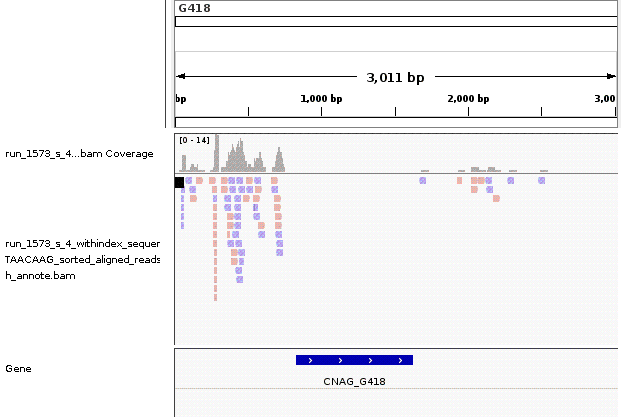 G418
3,011 bp
bp 1,000 bp 2,000 bp 3,00
[0 - 14]
run_1573_s_4...bam Coverage
run_1573_s_4_withindex_sequer
TAACAAG_sorted_aligned_reads
h_annote.bam
Gene
CNAG_G418